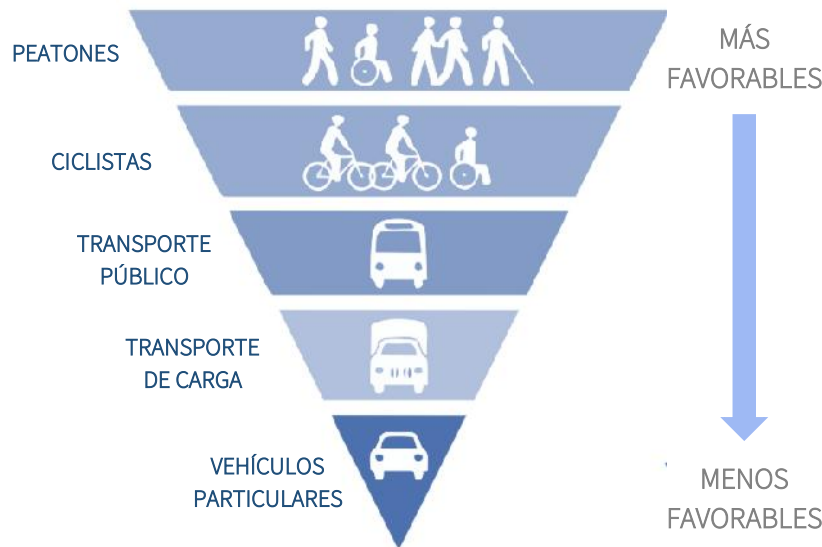 PEATONES
MÁS
FAVORABLES
CICLISTAS
TRANSPORTE
PÚBLICO
TRANSPORTE
DE CARGA
VEHÍCULOS
PARTICULARES
MENOS
FAVORABLES